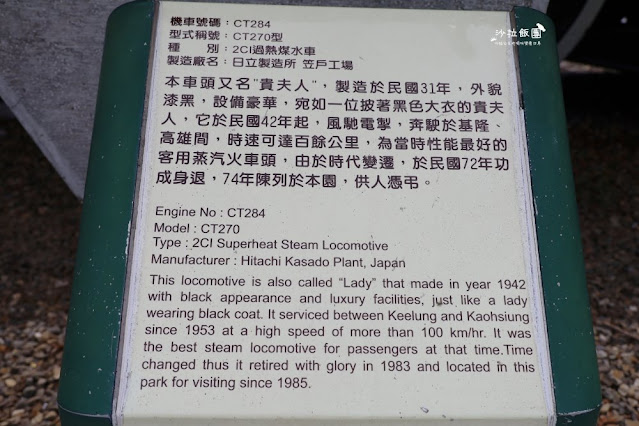 機車號碼：CT284
型式稱號：CT270型
種　　別：2C1過熱煤水車
製造廠名：日立製造所 笠戶工場
本車頭又名"貴夫人"，製造於民國31年，外貌
漆黑，設備豪華，宛如一位披著黑色大衣的貴夫
人，它於民國42年起，風馳電掣，奔駛於基隆、
高雄間，時速可達百餘公里，為當時性能最好的
客用蒸汽火車頭，由於時代變遷，於民國72年功
成身退，74年陳列於本園，供人憑弔。
Engine No : CT284
Model : CT270
Type : 2CI Superheat Steam Locomotive
Manufacturer : Hitachi Kasado Plant, Japan
This locomotive is also called “Lady” that made in year 1942
with black appearance and luxury facilities, just like a lady
wearing black coat. It serviced between Keelung and Kaohsiung
since 1953 at a high speed of more than 100 km/hr. It was
the best steam locomotive for passengers at that time.Time
changed thus it retired with glory in 1983 and located in this
park for visiting since 1985.
沙拉飯團